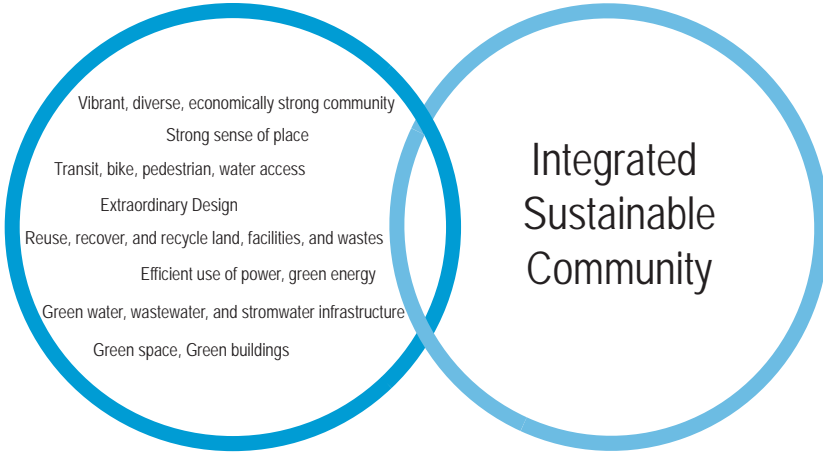 Vibrant, diverse, economically strong community
Strong sense of place
Transit, bike, pedestrian, water access
Extraordinary Design
Reuse, recover, and recycle land, facilities, and wastes
Efficient use of power, green energy
Green water, wastewater, and stromwater infrastructure
Green space, Green buildings
Integrated
Sustainable
Community